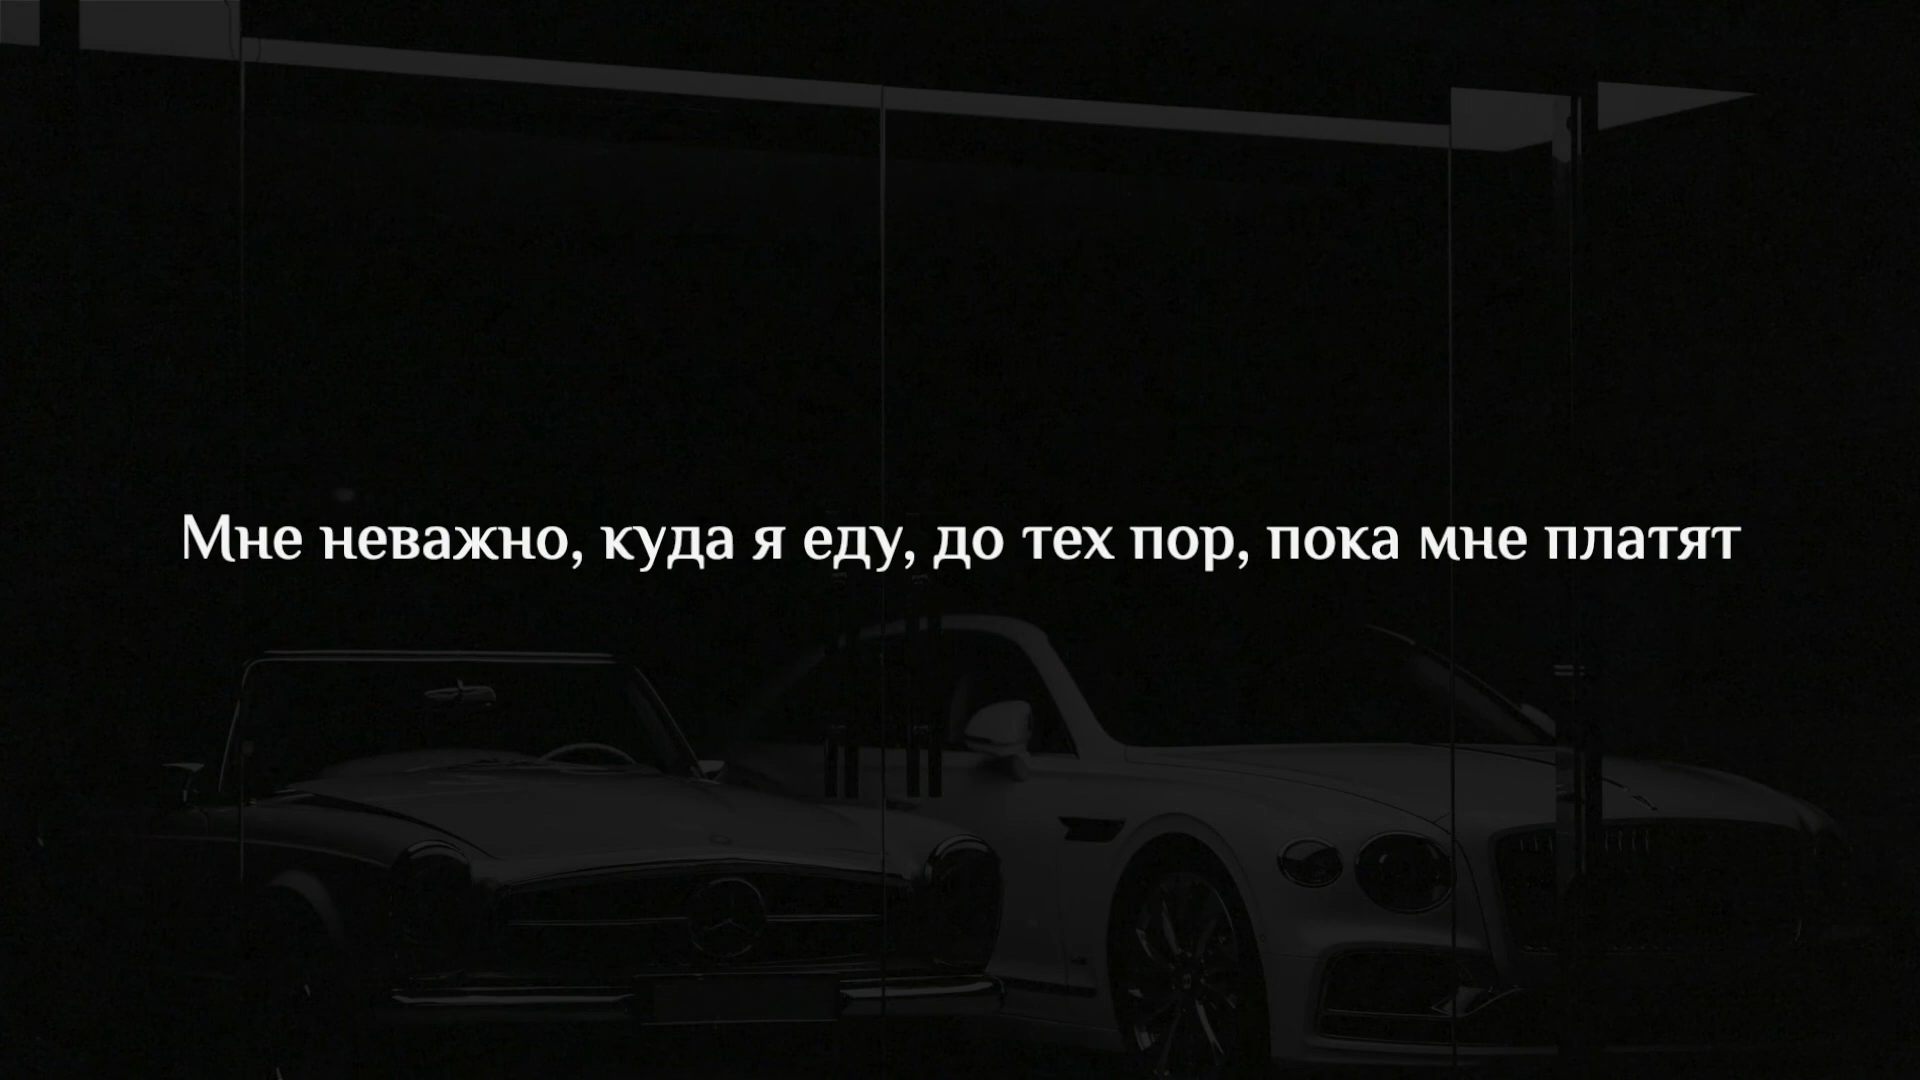 Мне неважно, куда я еду, до тех пор, пока мне платят